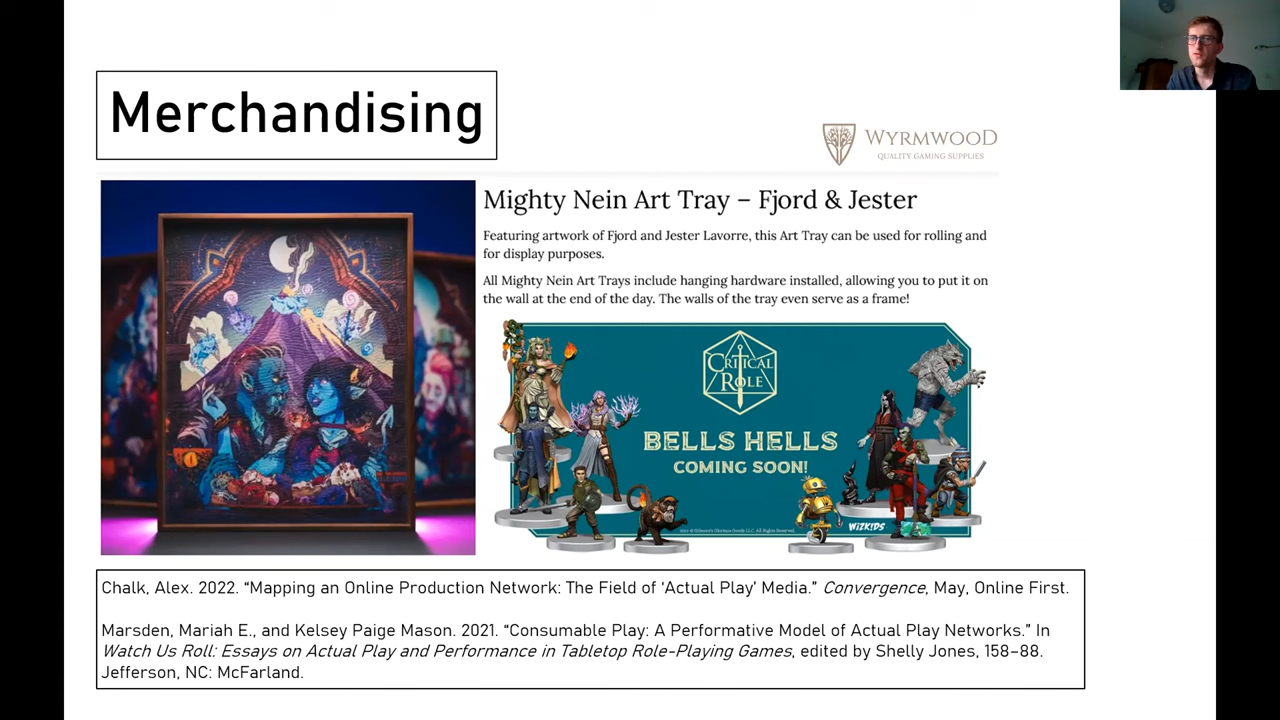 Merchandising
WYRMWOOD
QUALITY GAMING SUPPLIES
Mighty Nein Art Tray – Fjord & Jester
Featuring artwork of Fjord and Jester Lavorre, this Art Tray can be used for rolling and
for display purposes.
All Mighty Nein Art Trays include hanging hardware installed, allowing you to put it on
the wall at the end of the day. The walls of the tray even serve as a frame!
CRITICAL
ROLE
BELLS HELLS
COMING SOON!
WIZKIDS
Chalk, Alex. 2022. “Mapping an Online Production Network: The Field of ‘Actual Play’ Media.” Convergence, May, Online First.
Marsden, Mariah E., and Kelsey Paige Mason. 2021. “Consumable Play: A Performative Model of Actual Play Networks.” In
Watch Us Roll: Essays on Actual Play and Performance in Tabletop Role-Playing Games, edited by Shelly Jones, 158–88.
Jefferson, NC: McFarland.